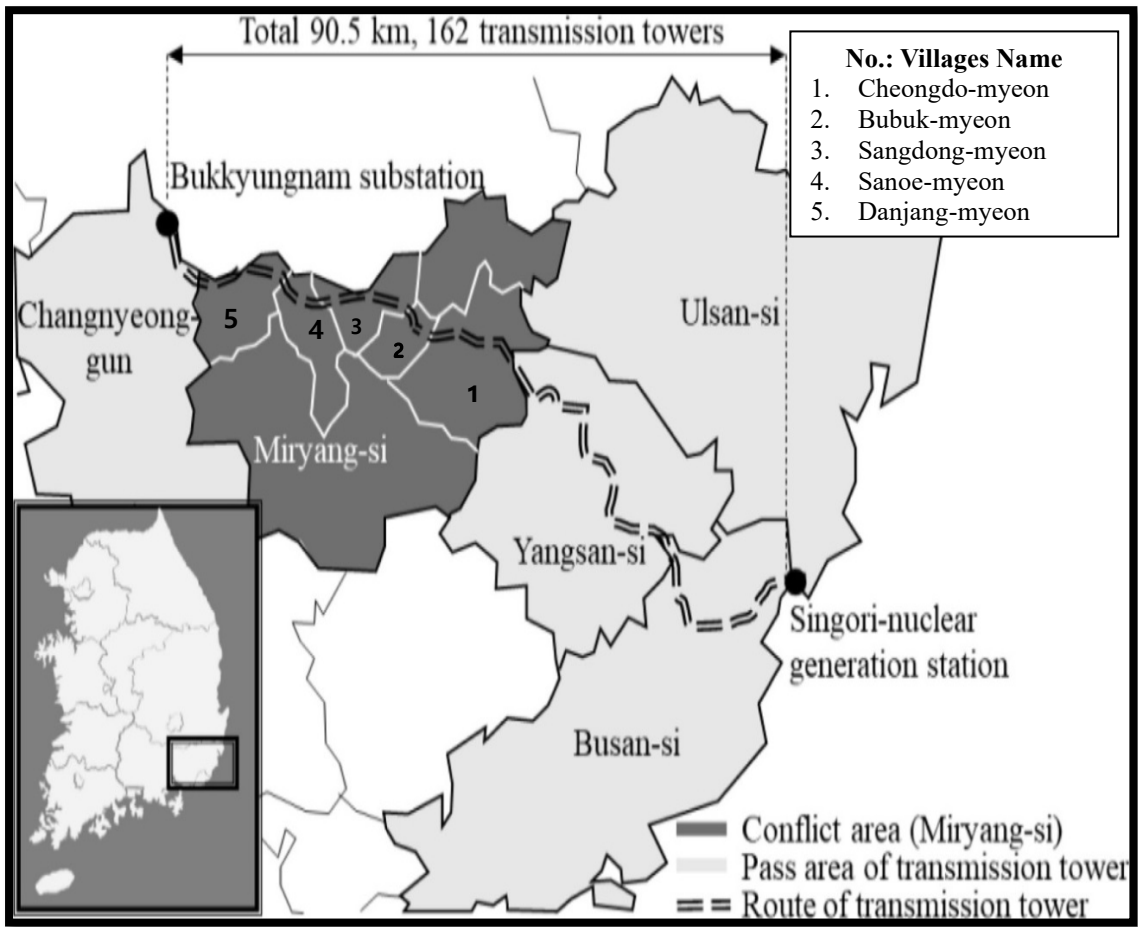 Total 90.5 km, 162 transmission towers
No.: Villages Name
1. Cheongdo-myeon
2. Bubuk-myeon
3. Sangdong-myeon
4. Sanoe-myeon
5. Danjang-myeon
Bukkyungnam substation
Changnyeong-
gun
Ulsan-si
5
4
3
2
1
Miryang-si
Yangsan-si
Singori-nuclear
generation station
Busan-si
Conflict area (Miryang-si)
Pass area of transmission tower
Route of transmission tower